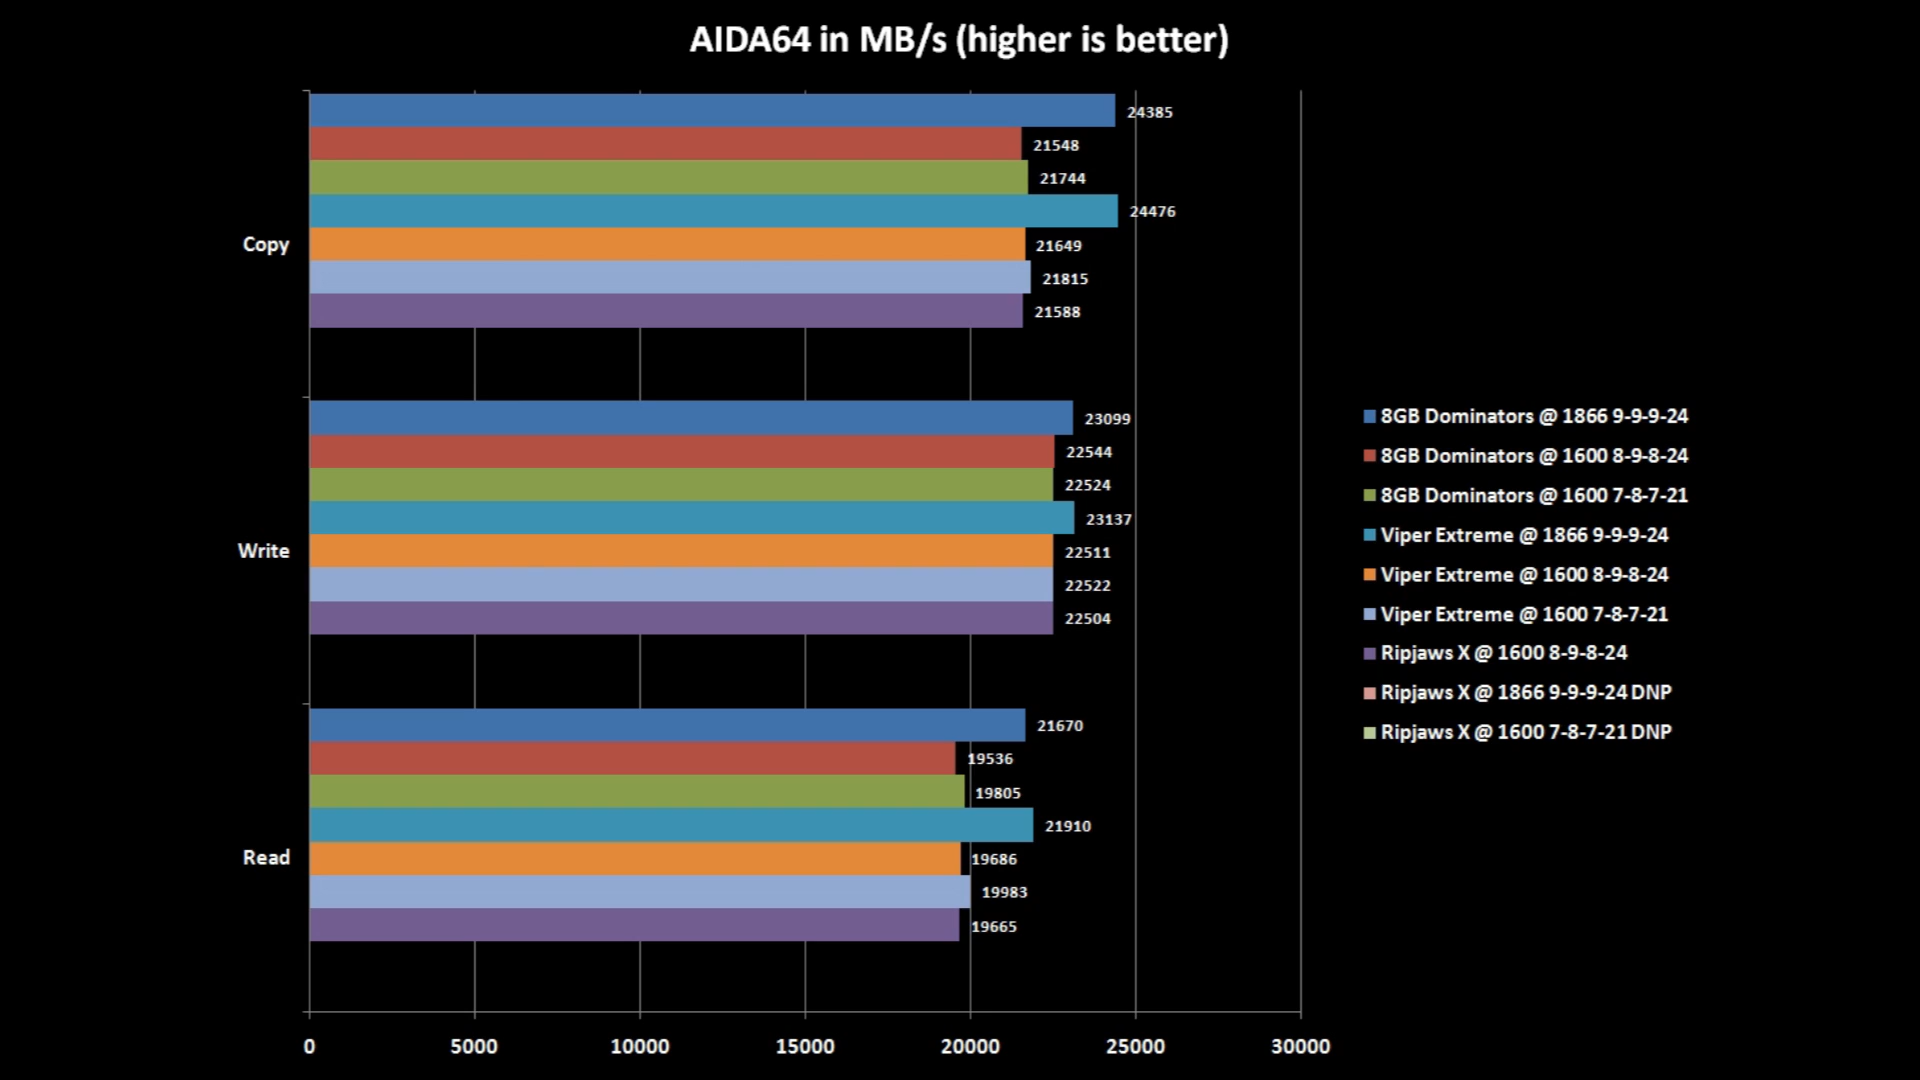 AIDA64 in MB/s (higher is better)
24385
21548
21744
24476
Copy
21649
21815
21588
23099
22544
22524
23137
Write
22511
22522
22504
21670
19536
19805
21910
Read
19686
19983
19665
0 5000 10000 15000 20000 25000 30000
8GB Dominators @ 1866 9-9-9-24
8GB Dominators @ 1600 8-9-8-24
8GB Dominators @ 1600 7-8-7-21
Viper Extreme @ 1866 9-9-9-24
Viper Extreme @ 1600 8-9-8-24
Viper Extreme @ 1600 7-8-7-21
Ripjaws X @ 1600 8-9-8-24
Ripjaws X @ 1866 9-9-9-24 DNP
Ripjaws X @ 1600 7-8-7-21 DNP